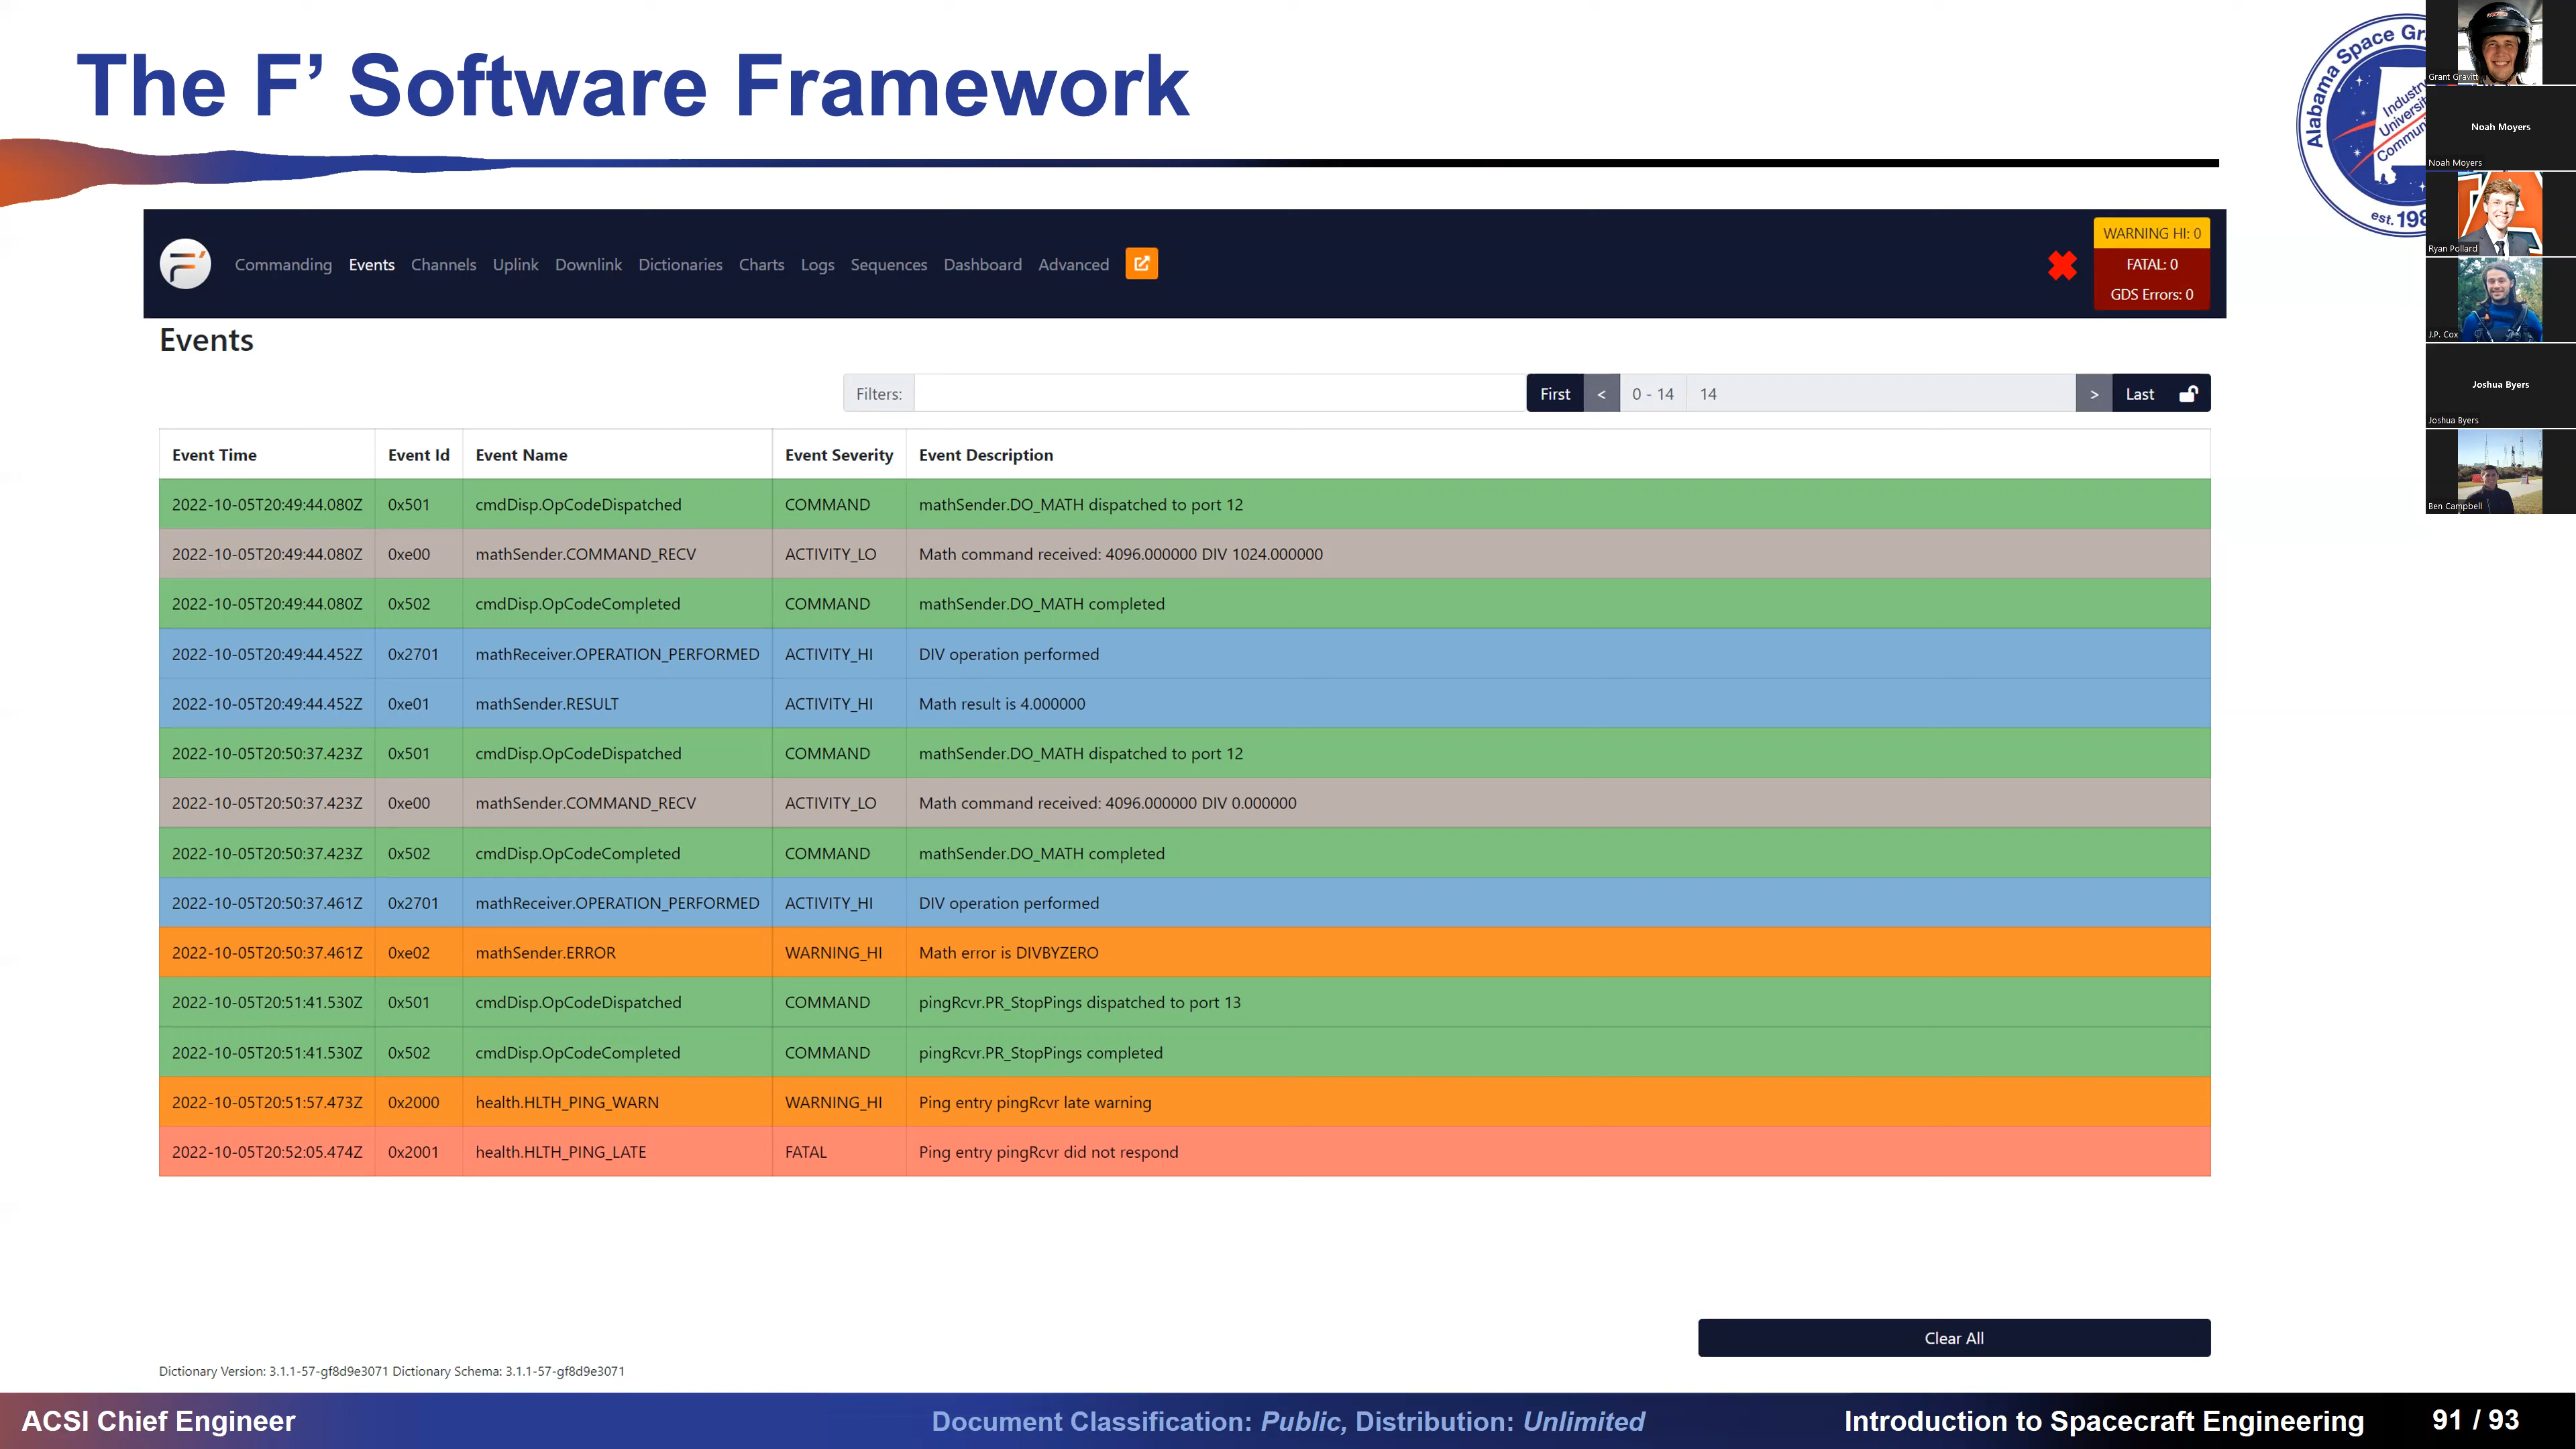 The F’ Software Framework
Alabama Space Gr
Industry
Universit
Commun
est. 198
Commanding Events Channels Uplink Downlink Dictionaries Charts Logs Sequences Dashboard Advanced
WARNING HI: 0
FATAL: 0
GDS Errors: 0
Events
Filters: First < 0 - 14 14 > Last
Event Time Event Id Event Name Event Severity Event Description
2022-10-05T20:49:44.080Z 0x501 cmdDisp.OpCodeDispatched COMMAND mathSender.DO_MATH dispatched to port 12
2022-10-05T20:49:44.080Z 0xe00 mathSender.COMMAND_RECV ACTIVITY_LO Math command received: 4096.000000 DIV 1024.000000
2022-10-05T20:49:44.080Z 0x502 cmdDisp.OpCodeCompleted COMMAND mathSender.DO_MATH completed
2022-10-05T20:49:44.452Z 0x2701 mathReceiver.OPERATION_PERFORMED ACTIVITY_HI DIV operation performed
2022-10-05T20:49:44.452Z 0xe01 mathSender.RESULT ACTIVITY_HI Math result is 4.000000
2022-10-05T20:50:37.423Z 0x501 cmdDisp.OpCodeDispatched COMMAND mathSender.DO_MATH dispatched to port 12
2022-10-05T20:50:37.423Z 0xe00 mathSender.COMMAND_RECV ACTIVITY_LO Math command received: 4096.000000 DIV 0.000000
2022-10-05T20:50:37.423Z 0x502 cmdDisp.OpCodeCompleted COMMAND mathSender.DO_MATH completed
2022-10-05T20:50:37.461Z 0x2701 mathReceiver.OPERATION_PERFORMED ACTIVITY_HI DIV operation performed
2022-10-05T20:50:37.461Z 0xe02 mathSender.ERROR WARNING_HI Math error is DIVBYZERO
2022-10-05T20:51:41.530Z 0x501 cmdDisp.OpCodeDispatched COMMAND pingRcvr.PR_StopPings dispatched to port 13
2022-10-05T20:51:41.530Z 0x502 cmdDisp.OpCodeCompleted COMMAND pingRcvr.PR_StopPings completed
2022-10-05T20:51:57.473Z 0x2000 health.HLTH_PING_WARN WARNING_HI Ping entry pingRcvr late warning
2022-10-05T20:52:05.474Z 0x2001 health.HLTH_PING_LATE FATAL Ping entry pingRcvr did not respond
Clear All
Dictionary Version: 3.1.1-57-gf8d9e3071 Dictionary Schema: 3.1.1-57-gf8d9e3071
ACSI Chief Engineer
Document Classification: Public, Distribution: Unlimited
Introduction to Spacecraft Engineering
91 / 93
Grant Gravitt
Noah Moyers
Noah Moyers
Ryan Pollard
J.P. Cox
Joshua Byers
Joshua Byers
Ben Campbell